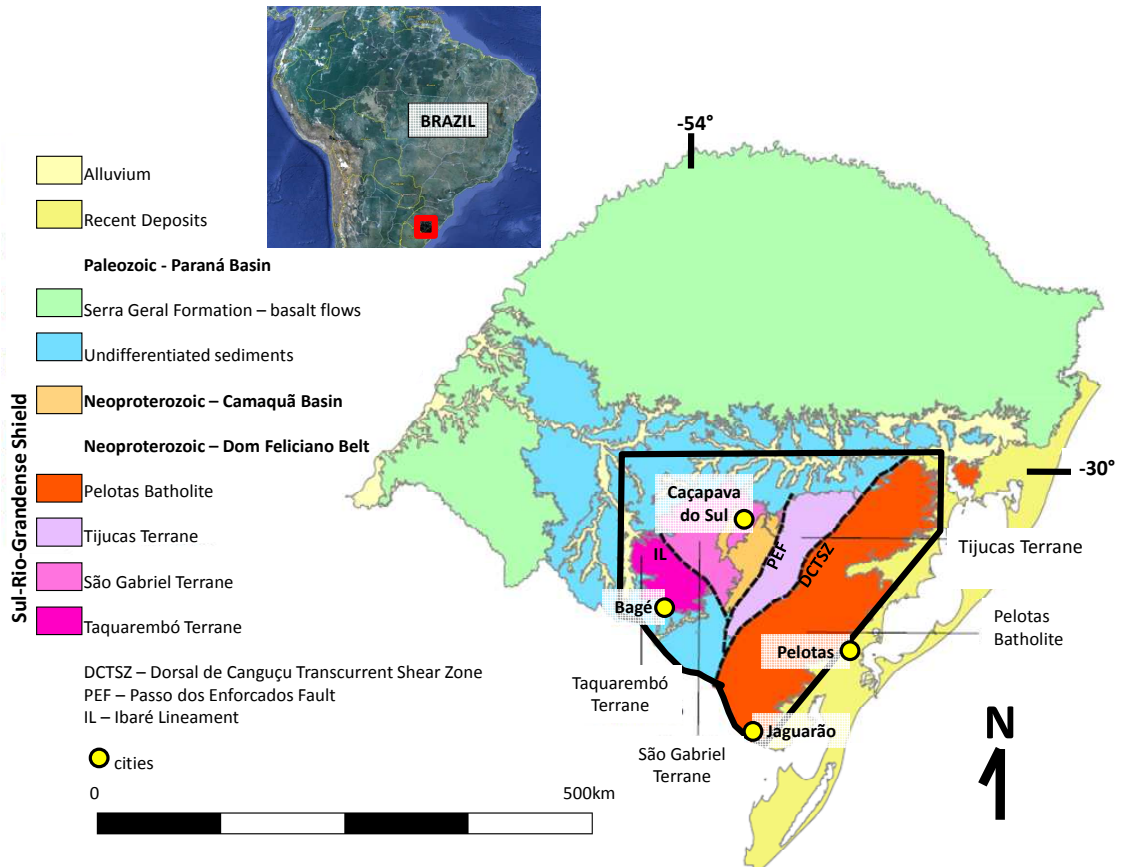 BRAZIL
-54°
Alluvium
Recent Deposits
Paleozoic - Paraná Basin
Serra Geral Formation – basalt flows
Undifferentiated sediments
Neoproterozoic – Camaquã Basin
Neoproterozoic – Dom Feliciano Belt
Pelotas Batholite
Tijucas Terrane
São Gabriel Terrane
Taquarembó Terrane
Sul-Rio-Grandense Shield
DCTSZ – Dorsal de Canguçu Transcurrent Shear Zone
PEF – Passo dos Enforcados Fault
IL – Ibaré Lineament
cities
0
500km
-30°
Caçapava
do Sul
IL
PEF
DCTSZ
Tijucas Terrane
Bagé
Pelotas
Batholite
Pelotas
Taquarembó
Terrane
Jaguarão
São Gabriel
Terrane
N